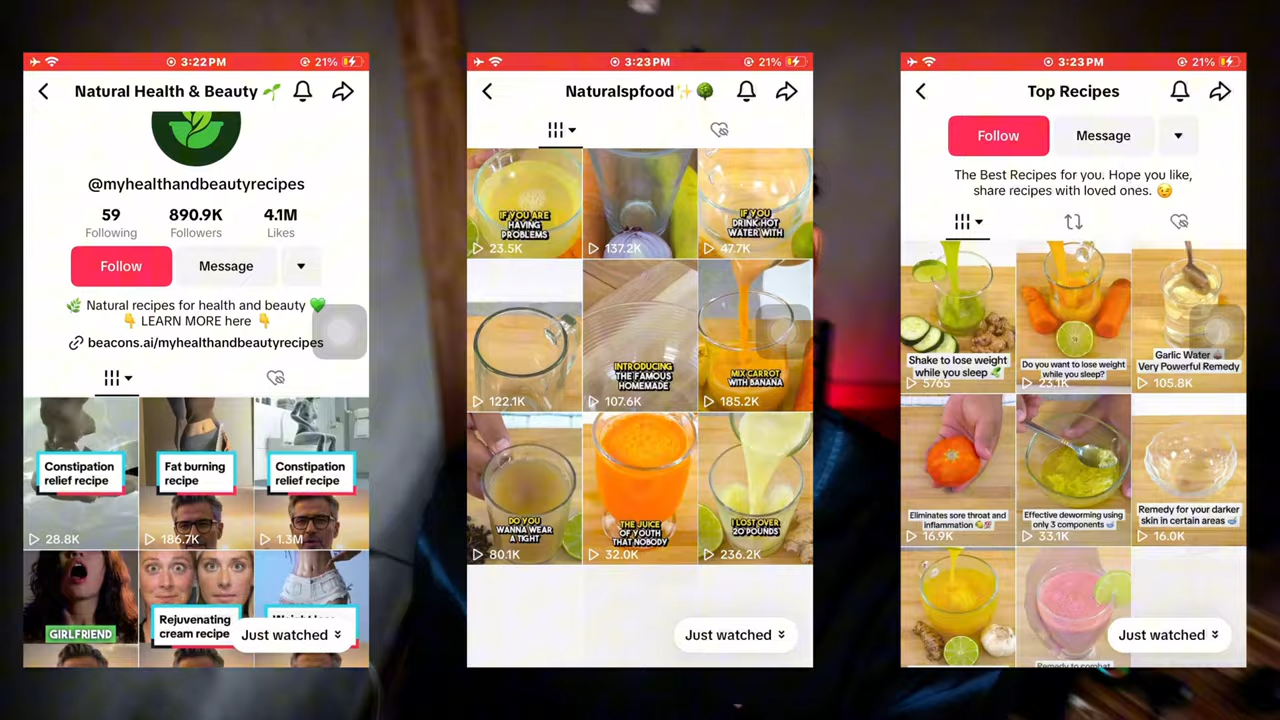 3:22 PM
21%
Natural Health & Beauty
@myhealthandbeautyrecipes
59
890.9K
4.1M
Following
Followers
Likes
Follow
Message
Natural recipes for health and beauty
LEARN MORE here
beacons.ai/myhealthandbeautyrecipes
Constipation
relief recipe
28.8K
Fat burning
recipe
186.7K
Constipation
relief recipe
1.3M
GIRLFRIEND
Rejuvenating
cream recipe
Just watched
3:23 PM
21%
Naturalspfood
IF YOU ARE
HAVING
PROBLEMS
23.5K
137.2K
IF YOU
DRINK HOT
WATER WITH
47.7K
122.1K
INTRODUCING
THE FAMOUS
HOMEMADE
107.6K
MIX CARROT
WITH BANANA
185.2K
DO YOU
WANNA WEAR
A TIGHT
80.1K
THE JUICE
OF YOUTH
THAT NOBODY
32.0K
I LOST OVER
20 POUNDS
236.2K
Just watched
3:23 PM
21%
Top Recipes
Follow
Message
The Best Recipes for you. Hope you like,
share recipes with loved ones.
Shake to lose weight
while you sleep
5765
Do you want to lose weight
while you sleep?
23.1K
Garlic Water
Very Powerful Remedy
105.8K
Eliminates sore throat and
inflammation
16.9K
Effective deworming using
only 3 components
33.1K
Remedy for your darker
skin in certain areas
16.0K
Remedy to combat
Just watched